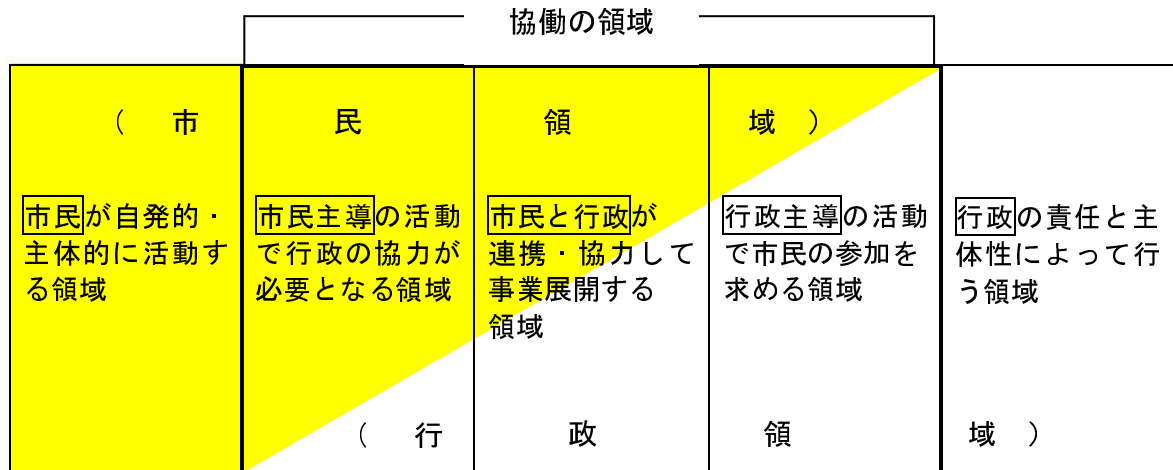 協働の領域
（市民領域）
市民が自発的・
主体的に活動す
る領域
市民主導の活動
で行政の協力が
必要となる領域
市民と行政が
連携・協力して
事業展開する
領域
行政主導の活動
で市民の参加を
求める領域
行政の責任と主
体性によって行
う領域
（行政領域）